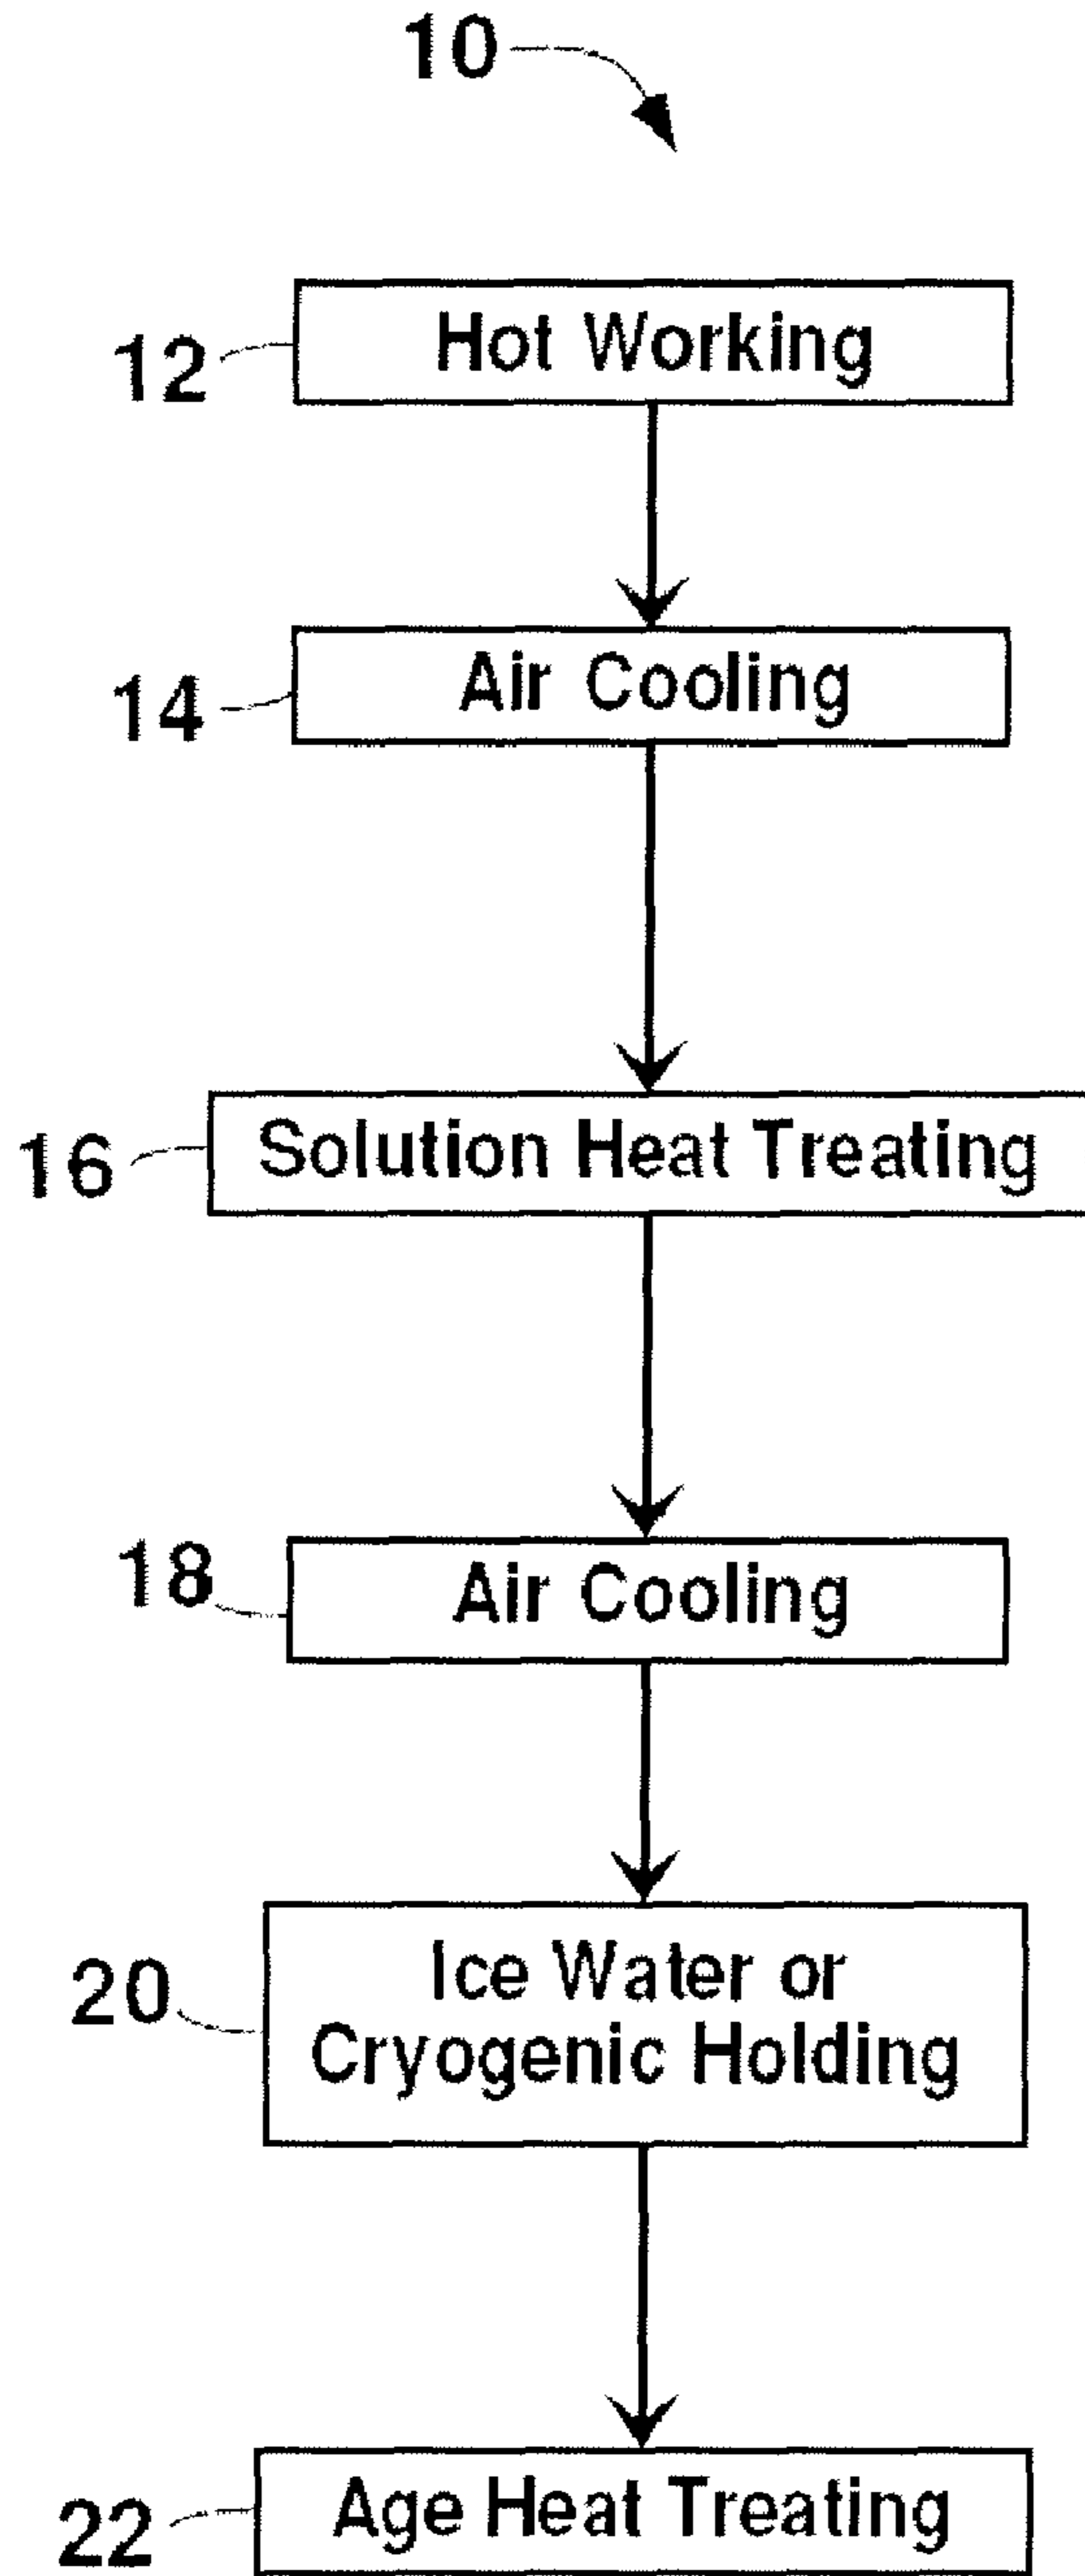 10
12 Hot Working
14 Air Cooling
16 Solution Heat Treating
18 Air Cooling
20 Ice Water or
Cryogenic Holding
22 Age Heat Treating